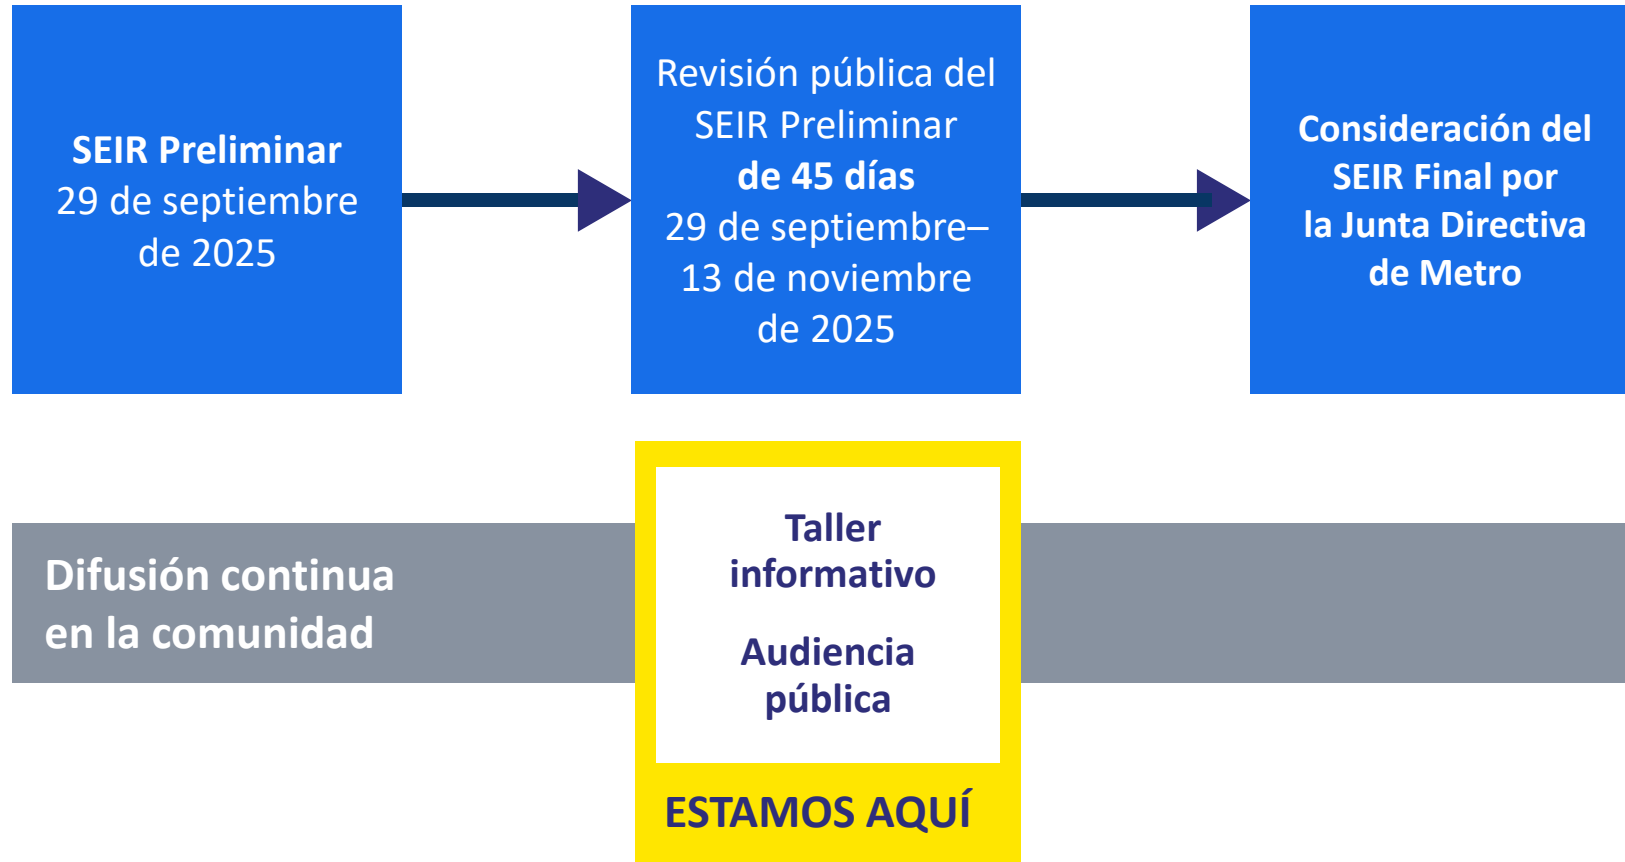 SEIR Preliminar
29 de septiembre
de 2025
Revisión pública del
SEIR Preliminar
de 45 días
29 de septiembre–
13 de noviembre
de 2025
Consideración del
SEIR Final por
la Junta Directiva
de Metro
Difusión continua
en la comunidad
Taller
informativo
Audiencia
pública
ESTAMOS AQUÍ